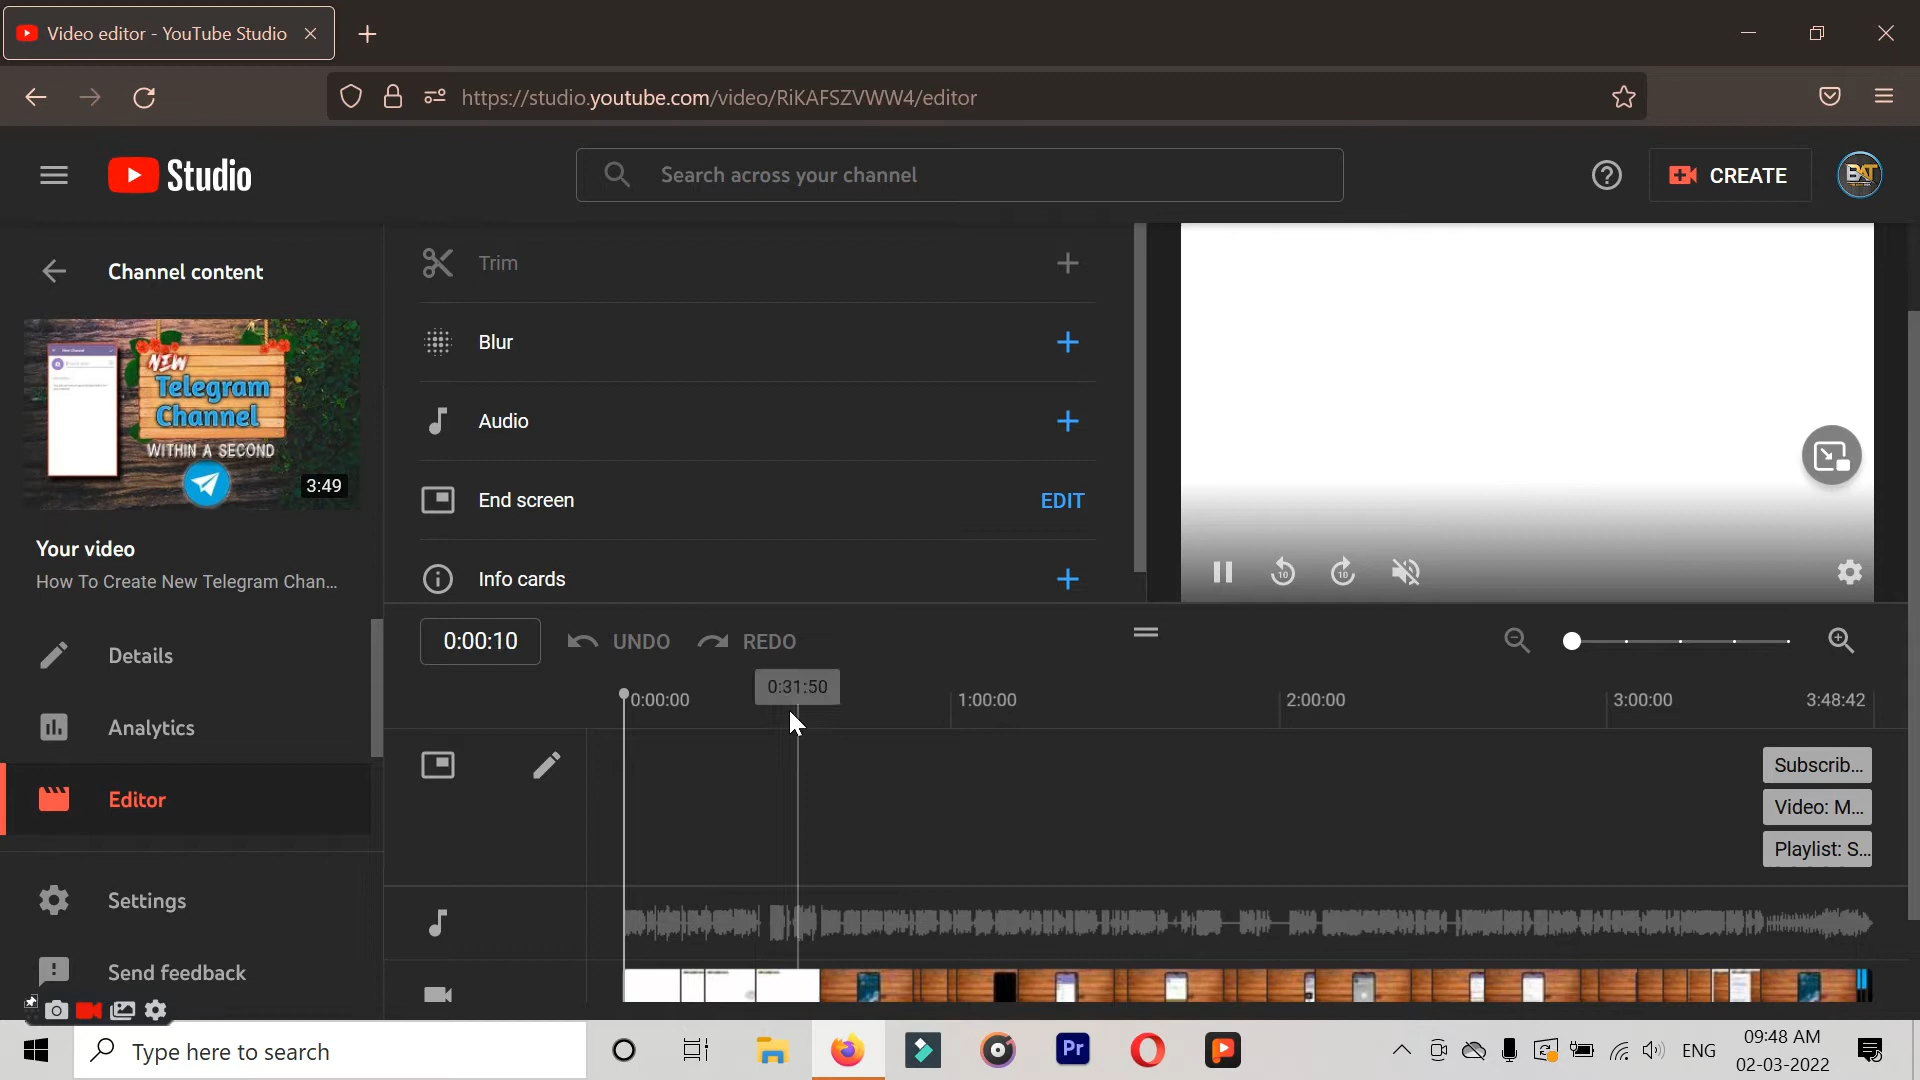 Video editor - YouTube Studio
https://studio.youtube.com/video/RiKAFSZVWW4/editor
Studio
Search across your channel
CREATE
BAT
Channel content
NEW
Telegram
Channel
WITHIN A SECOND
3:49
Your video
How To Create New Telegram Chan...
Details
Analytics
Editor
Settings
Send feedback
Trim
Blur
Audio
End screen
EDIT
Info cards
10
10
0:00:10
UNDO
REDO
0:31:50
0:00:00
1:00:00
2:00:00
3:00:00
3:48:42
Subscrib...
Video: M...
Playlist: S...
Type here to search
Pr
ENG
09:48 AM
02-03-2022